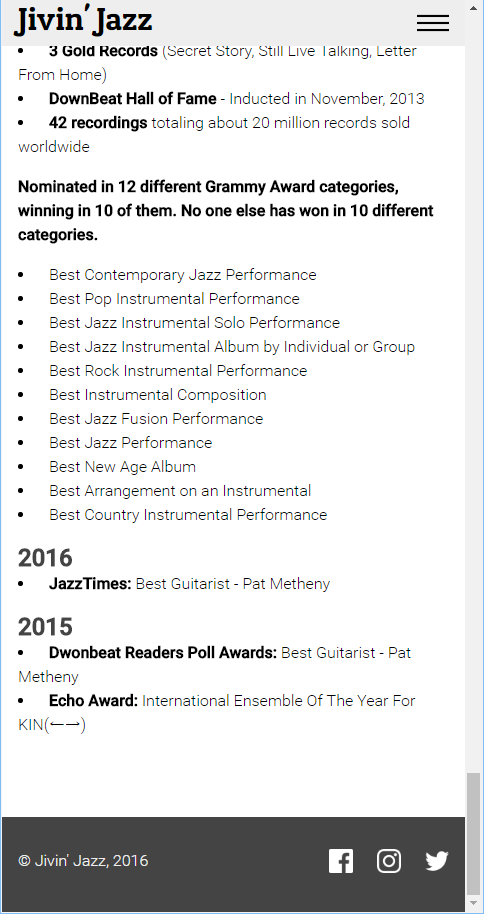 Jivin' Jazz
• 3 Gold Records (Secret Story, Still Live Talking, Letter
From Home)
• DownBeat Hall of Fame - Inducted in November, 2013
• 42 recordings totaling about 20 million records sold
worldwide
Nominated in 12 different Grammy Award categories,
winning in 10 of them. No one else has won in 10 different
categories.
• Best Contemporary Jazz Performance
• Best Pop Instrumental Performance
• Best Jazz Instrumental Solo Performance
• Best Jazz Instrumental Album by Individual or Group
• Best Rock Instrumental Performance
• Best Instrumental Composition
• Best Jazz Fusion Performance
• Best Jazz Performance
• Best New Age Album
• Best Arrangement on an Instrumental
• Best Country Instrumental Performance
2016
• JazzTimes: Best Guitarist - Pat Metheny
2015
• Dwonbeat Readers Poll Awards: Best Guitarist - Pat
Metheny
• Echo Award: International Ensemble Of The Year For
KIN(←→)
© Jivin' Jazz, 2016